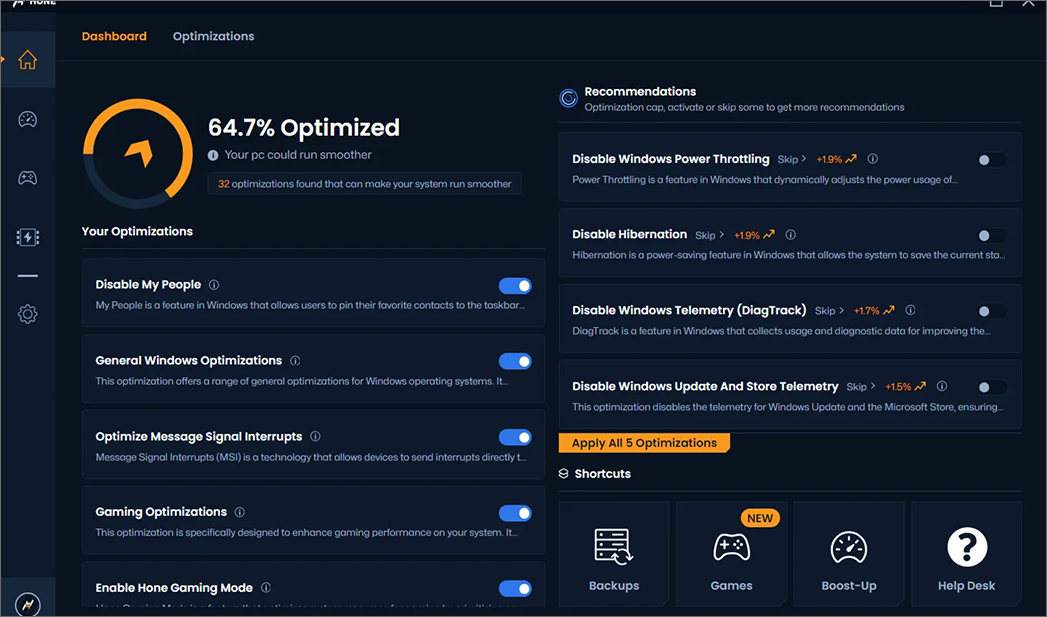 HONE
Dashboard
Optimizations
64.7% Optimized
Your pc could run smoother
32 optimizations found that can make your system run smoother
Your Optimizations
Disable My People
My People is a feature in Windows that allows users to pin their favorite contacts to the taskbar...
General Windows Optimizations
This optimization offers a range of general optimizations for Windows operating systems. It...
Optimize Message Signal Interrupts
Message Signal Interrupts (MSI) is a technology that allows devices to send interrupts directly t...
Gaming Optimizations
This optimization is specifically designed to enhance gaming performance on your system. It...
Enable Hone Gaming Mode
Recommendations
Optimization cap, activate or skip some to get more recommendations
Disable Windows Power Throttling Skip > +1.9%
Power Throttling is a feature in Windows that dynamically adjusts the power usage of...
Disable Hibernation Skip > +1.9%
Hibernation is a power-saving feature in Windows that allows the system to save the current sta...
Disable Windows Telemetry (DiagTrack) Skip > +1.7%
DiagTrack is a feature in Windows that collects usage and diagnostic data for improving the...
Disable Windows Update And Store Telemetry Skip > +1.5%
This optimization disables the telemetry for Windows Update and the Microsoft Store, ensuring...
Apply All 5 Optimizations
Shortcuts
Backups
NEW
Games
Boost-Up
Help Desk